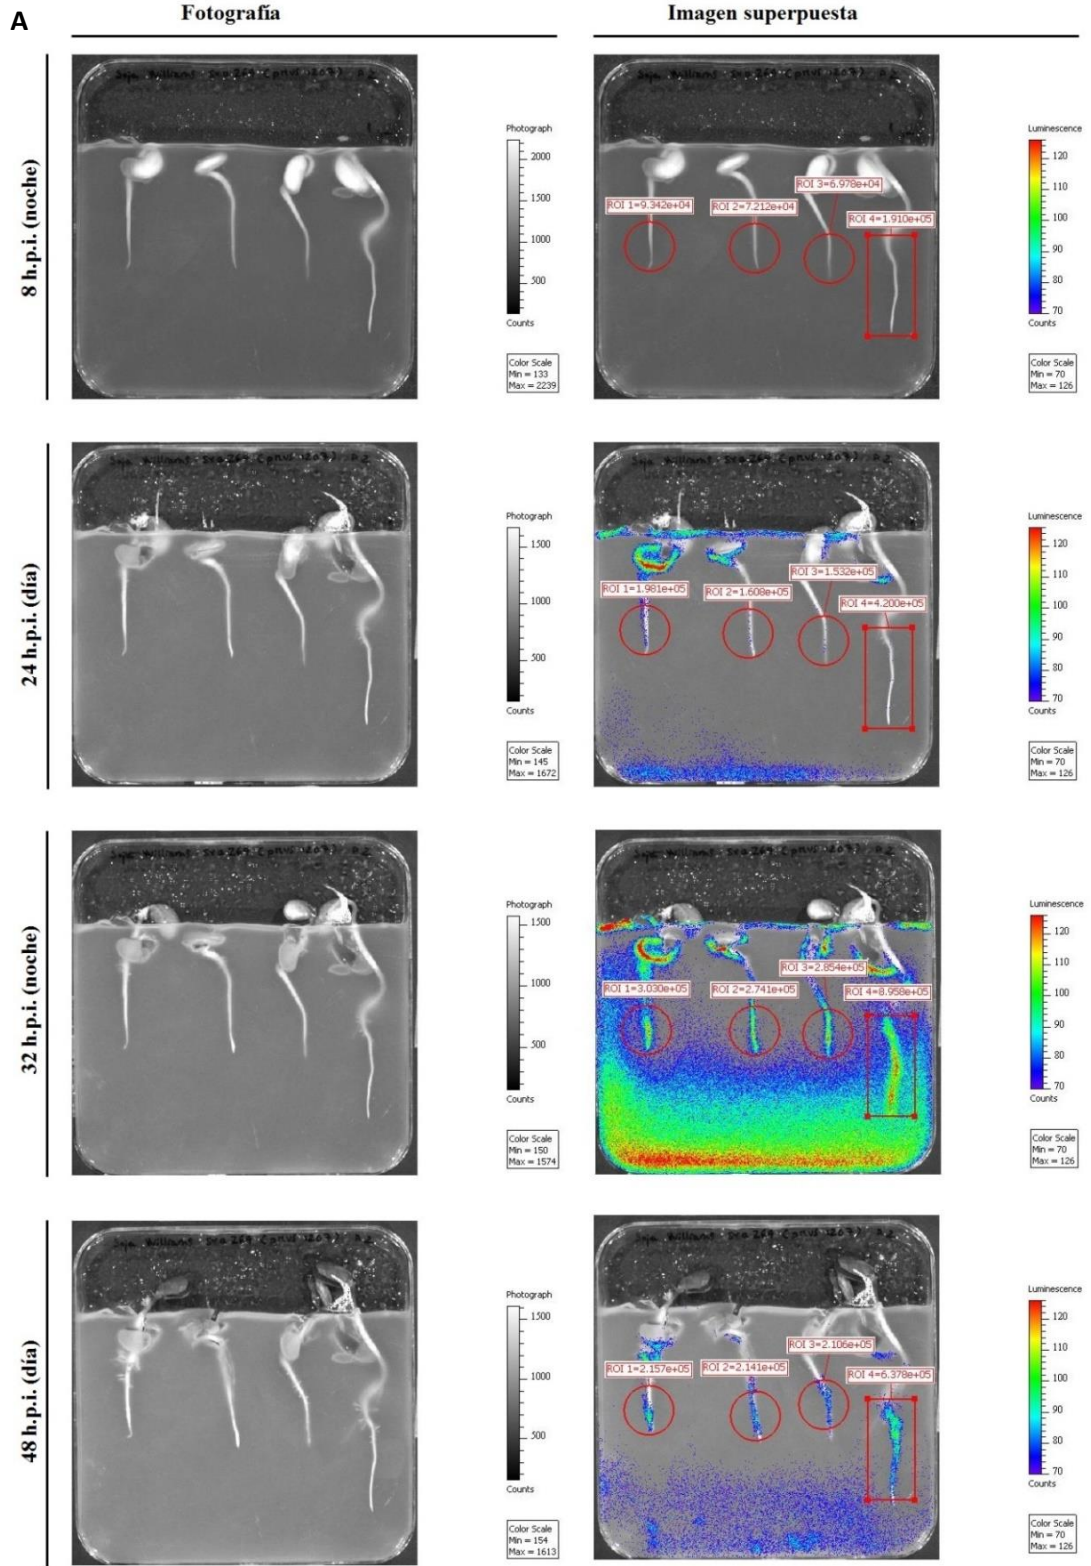 A
Fotografía
Imagen superpuesta
8 h.p.i. (noche)
Photograph
2000
1500
1000
500
Counts
Color Scale
Min = 133
Max = 2239
ROI 1=9.342e+04
ROI 2=7.212e+04
ROI 3=6.978e+04
ROI 4=1.910e+05
Luminescence
120
110
100
90
80
70
Counts
Color Scale
Min = 70
Max = 126
24 h.p.i. (día)
Photograph
1500
1000
500
Counts
Color Scale
Min = 145
Max = 1672
ROI 1=1.981e+05
ROI 2=1.608e+05
ROI 3=1.532e+05
ROI 4=4.200e+05
Luminescence
120
110
100
90
80
70
Counts
Color Scale
Min = 70
Max = 126
32 h.p.i. (noche)
Photograph
1500
1000
500
Counts
Color Scale
Min = 150
Max = 1574
ROI 1=3.030e+05
ROI 2=2.741e+05
ROI 3=2.854e+05
ROI 4=8.958e+05
Luminescence
120
110
100
90
80
70
Counts
Color Scale
Min = 70
Max = 126
48 h.p.i. (día)
Photograph
1500
1000
500
Counts
Color Scale
Min = 154
Max = 1613
ROI 1=2.157e+05
ROI 2=2.141e+05
ROI 3=2.106e+05
ROI 4=6.378e+05
Luminescence
120
110
100
90
80
70
Counts
Color Scale
Min = 70
Max = 126